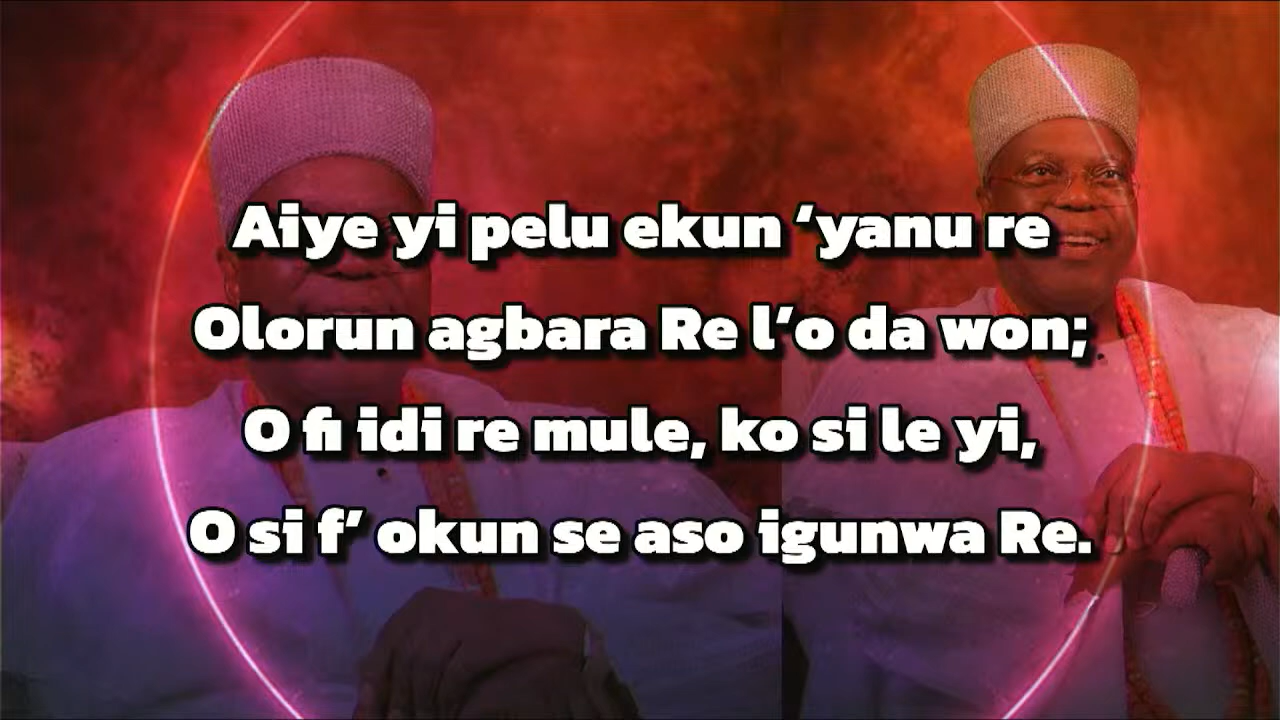 Aiye yi pelu ekun ‘yanu re
Olorun agbara Re l’o da won;
O fi idi re mule, ko si le yi,
O si f’ okun se aso igunwa Re.